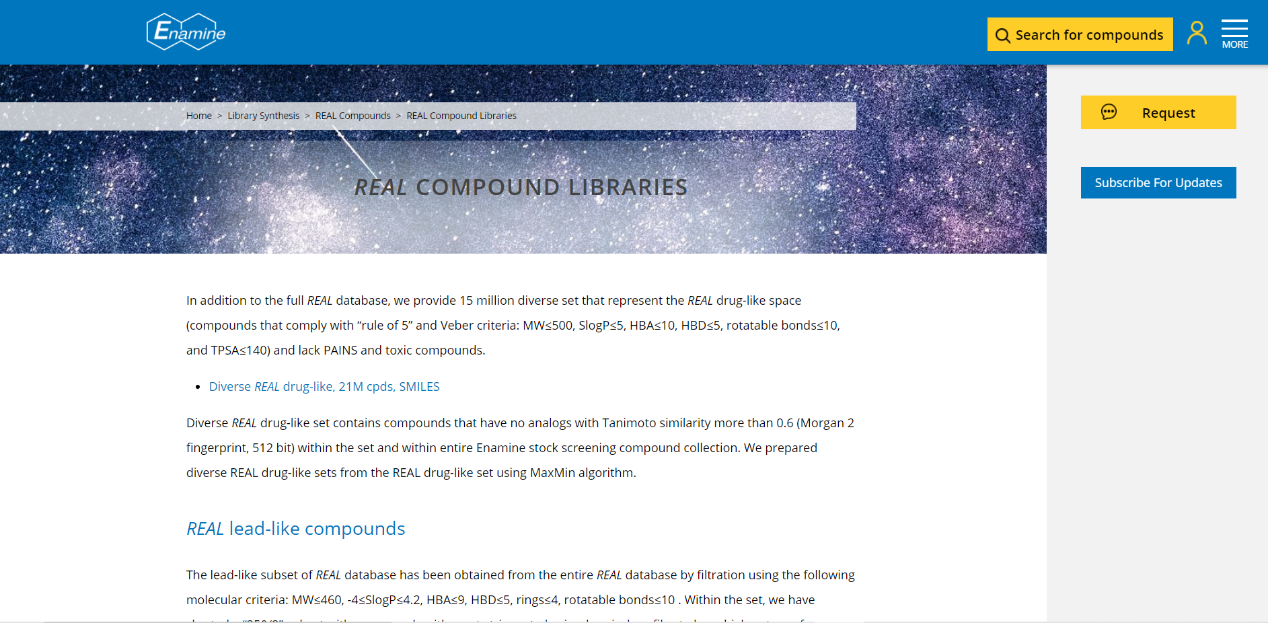 Enamine
Search for compounds
MORE
Home > Library Synthesis > REAL Compounds > REAL Compound Libraries
Request
REAL COMPOUND LIBRARIES
Subscribe For Updates
In addition to the full REAL database, we provide 15 million diverse set that represent the REAL drug-like space
(compounds that comply with “rule of 5” and Veber criteria: MW≤500, SlogP≤5, HBA≤10, HBD≤5, rotatable bonds≤10,
and TPSA≤140) and lack PAINS and toxic compounds.
• Diverse REAL drug-like, 21M cpds, SMILES
Diverse REAL drug-like set contains compounds that have no analogs with Tanimoto similarity more than 0.6 (Morgan 2
fingerprint, 512 bit) within the set and within entire Enamine stock screening compound collection. We prepared
diverse REAL drug-like sets from the REAL drug-like set using MaxMin algorithm.
REAL lead-like compounds
The lead-like subset of REAL database has been obtained from the entire REAL database by filtration using the following
molecular criteria: MW≤460, -4≤SlogP≤4.2, HBA≤9, HBD≤5, rings≤4, rotatable bonds≤10 . Within the set, we have